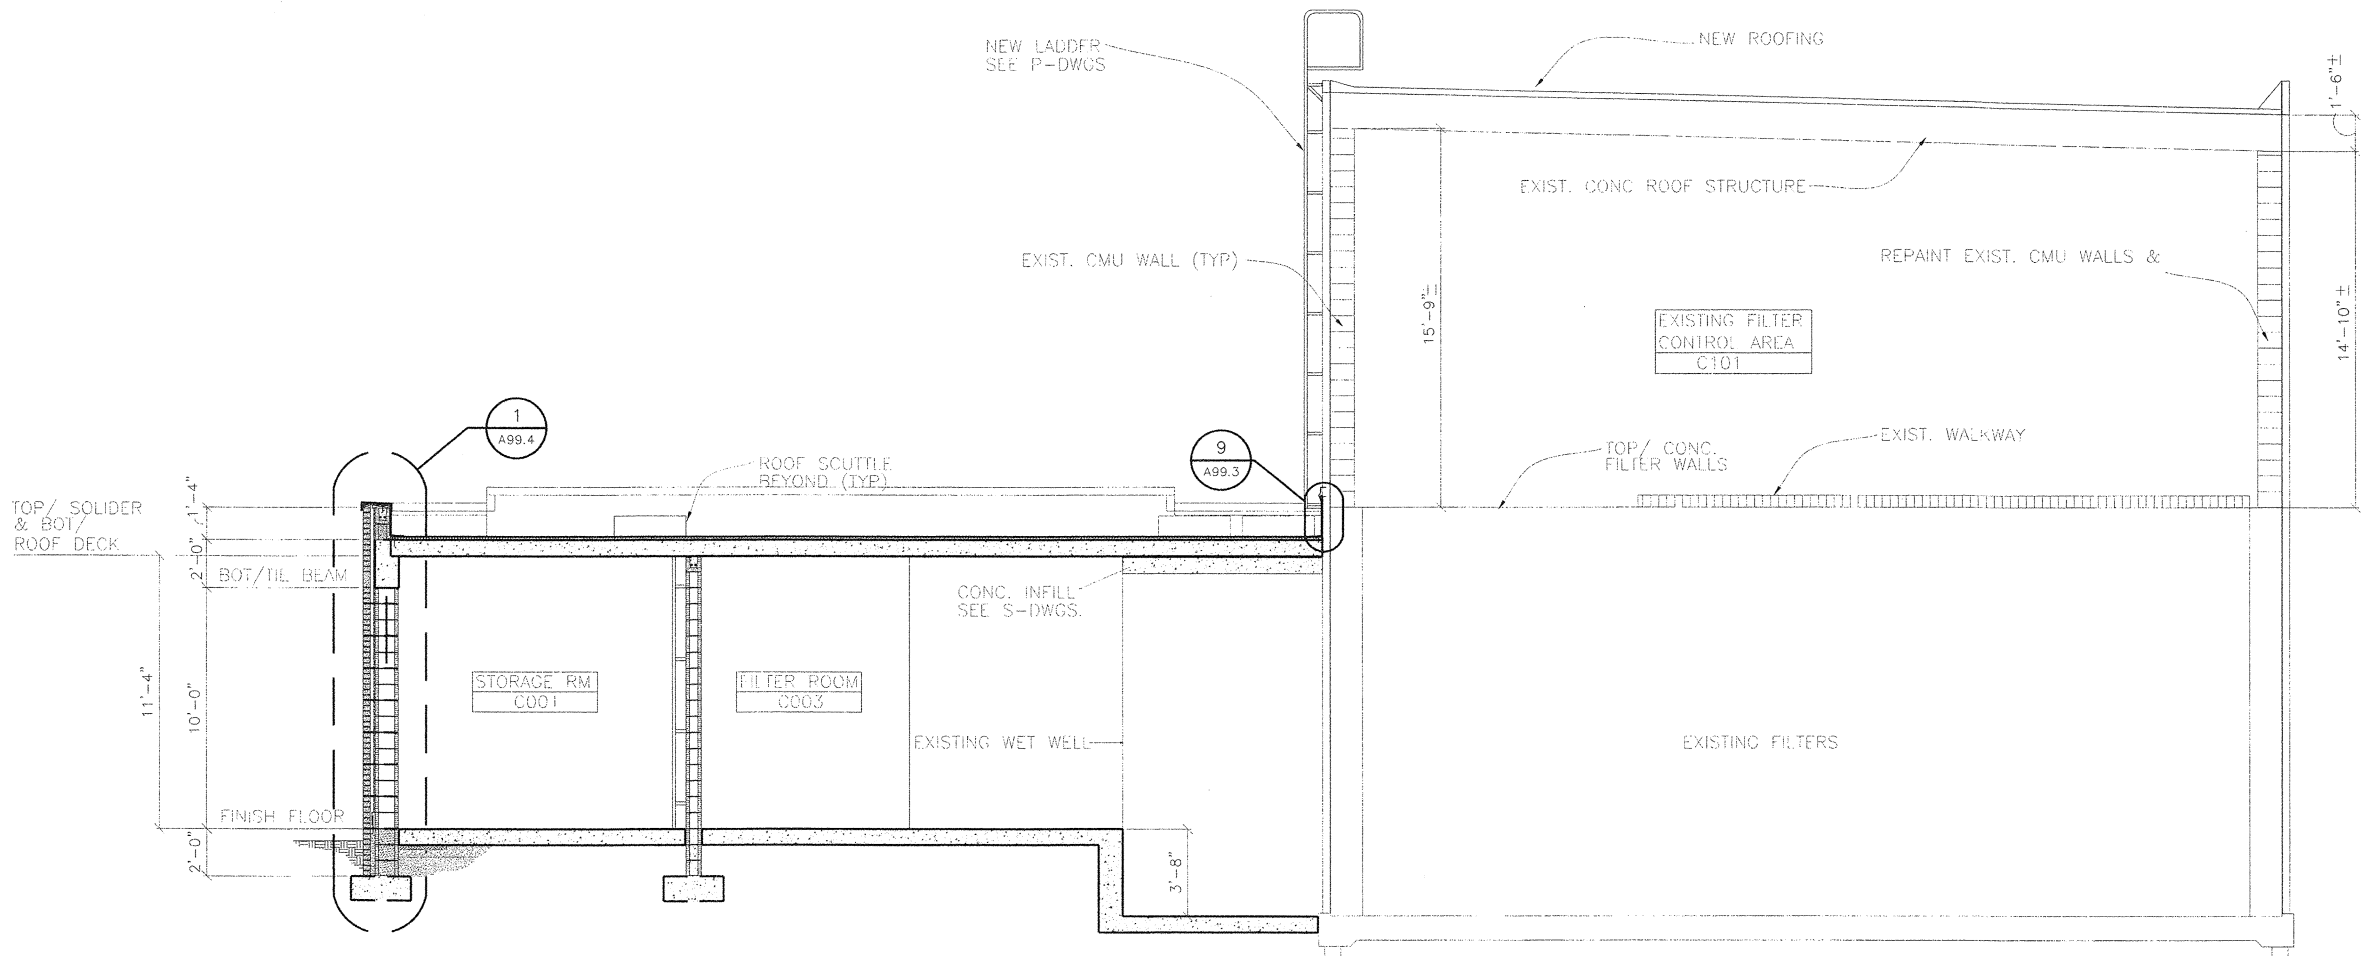 NEW LADDER
SEE P-DWGS
NEW ROOFING
1'-6"±
EXIST. CONC ROOF STRUCTURE
EXIST. CMU WALL (TYP)
REPAINT EXIST. CMU WALLS &
15'-9"±
14'-10"±
EXISTING FILTER
CONTROL AREA
C101
1
A99.4
9
A99.3
ROOF SCUTTLE
BEYOND (TYP)
TOP/ CONC.
FILTER WALLS
EXIST. WALKWAY
TOP/ SOLIDER
& BOT/
ROOF DECK
1'-4"
2'-0"
BOT/TIL BEAM
CONC. INFILL
SEE S-DWGS.
11'-4"
10'-0"
STORAGE RM
C001
FILTER ROOM
C003
EXISTING WET WELL
EXISTING FILTERS
FINISH FLOOR
2'-0"
3'-8"